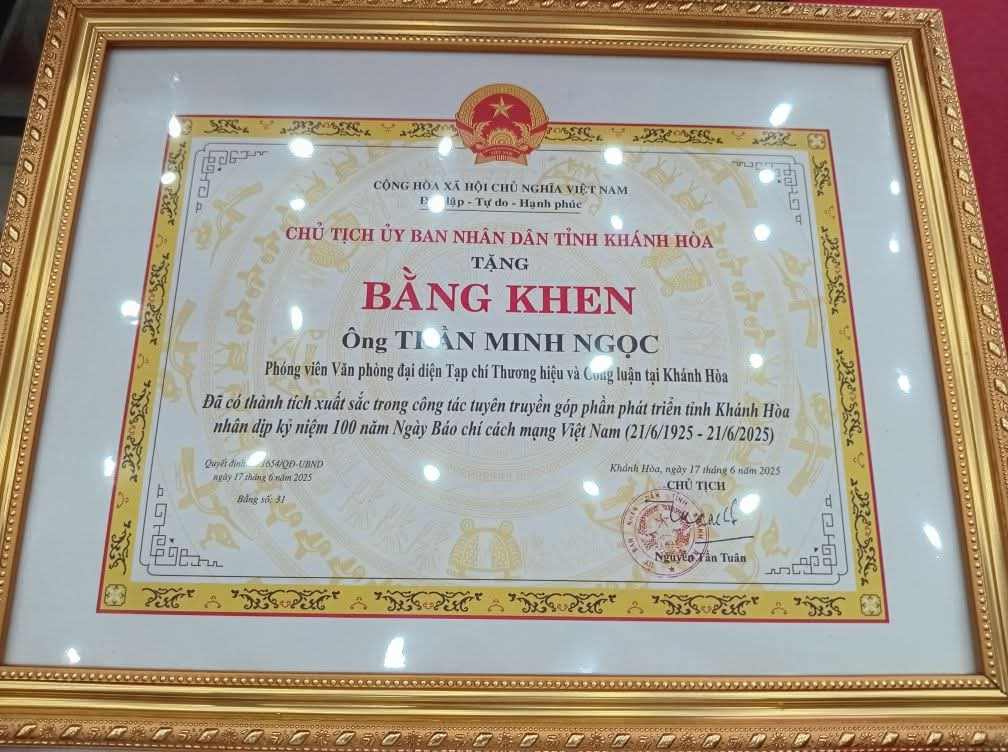 CỘNG HÒA XÃ HỘI CHỦ NGHĨA VIỆT NAM
Độc lập - Tự do - Hạnh phúc
CHỦ TỊCH ỦY BAN NHÂN DÂN TỈNH KHÁNH HÒA
TẶNG
BẰNG KHEN
Ông TRẦN MINH NGỌC
Phóng viên Văn phòng đại diện Tạp chí Thương hiệu và Công luận tại Khánh Hòa
Đã có thành tích xuất sắc trong công tác tuyên truyền góp phần phát triển tỉnh Khánh Hòa
nhân dịp kỷ niệm 100 năm Ngày Báo chí cách mạng Việt Nam (21/6/1925 - 21/6/2025)
Quyết định 1654/QĐ-UBND
ngày 17 tháng 6 năm 2025
Bằng số: 31
Khánh Hòa, ngày 17 tháng 6 năm 2025
CHỦ TỊCH
Nguyễn Tấn Tuân